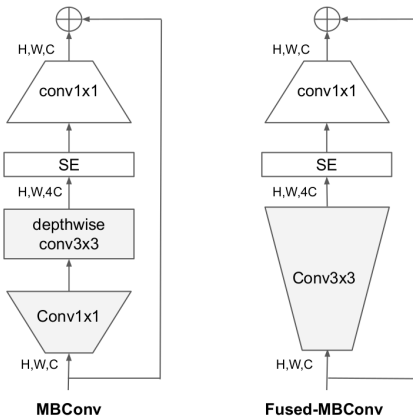 H,W,C
conv1x1
SE
H,W,4C
depthwise
conv3x3
Conv1x1
H,W,C
MBConv
H,W,C
conv1x1
SE
H,W,4C
Conv3x3
H,W,C
Fused-MBConv